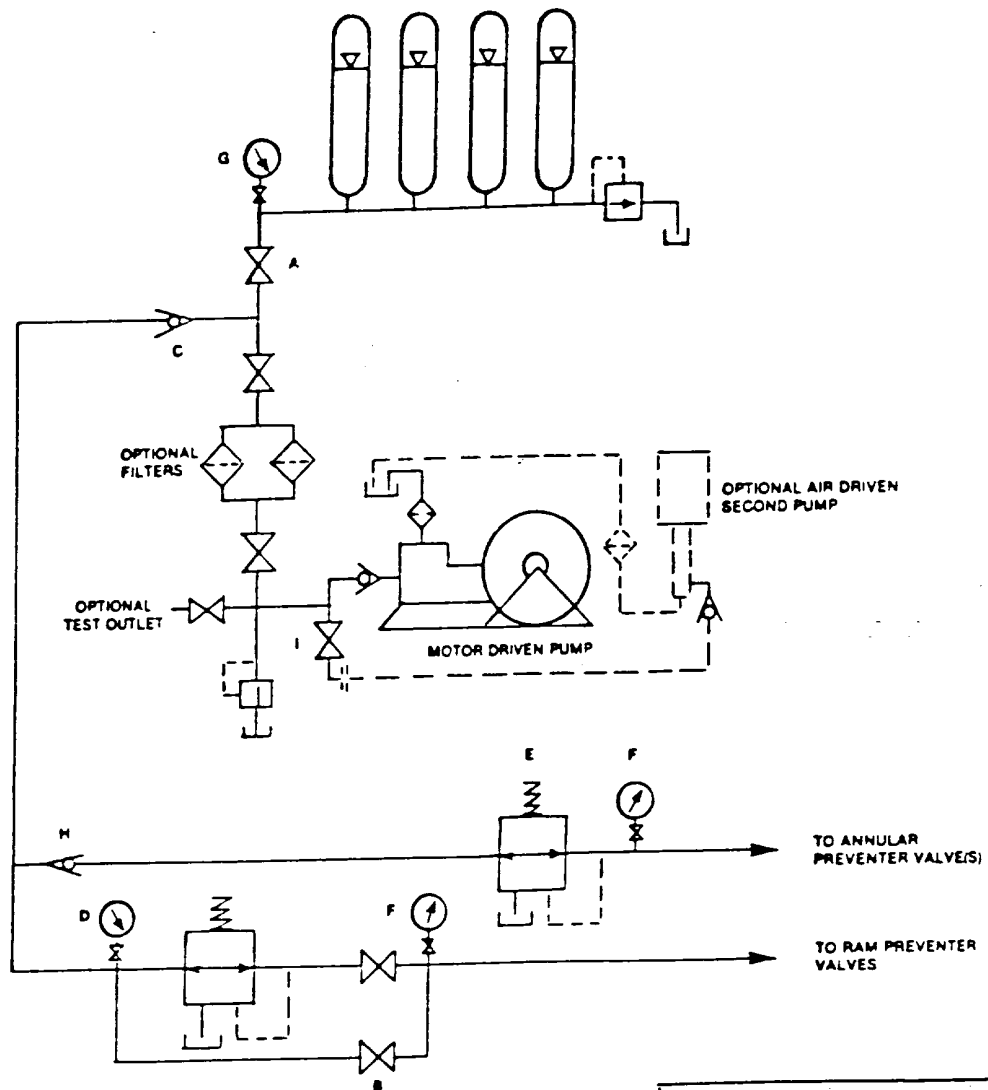 G
A
C
OPTIONAL
FILTERS
OPTIONAL AIR DRIVEN
SECOND PUMP
OPTIONAL
TEST OUTLET
I
MOTOR DRIVEN PUMP
E
F
H
TO ANNULAR
PREVENTER VALVE(S)
D
F
TO RAM PREVENTER
VALVES
B